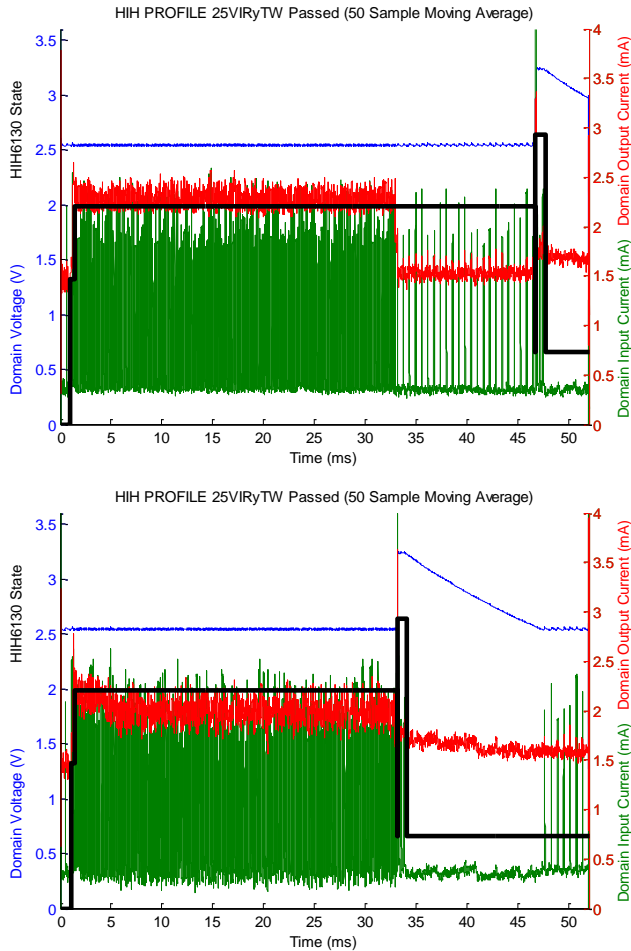 HIH PROFILE 25VIRyTW Passed (50 Sample Moving Average)
3.5
3
2.5
2
1.5
1
0.5
0
Domain Voltage (V)
HIH6130 State
4
3.5
3
2.5
2
1.5
1
0.5
0
Domain Input Current (mA)
Domain Output Current (mA)
0 5 10 15 20 25 30 35 40 45 50
Time (ms)
HIH PROFILE 25VIRyTW Passed (50 Sample Moving Average)
3.5
3
2.5
2
1.5
1
0.5
0
Domain Voltage (V)
HIH6130 State
4
3.5
3
2.5
2
1.5
1
0.5
0
Domain Input Current (mA)
Domain Output Current (mA)
0 5 10 15 20 25 30 35 40 45 50
Time (ms)